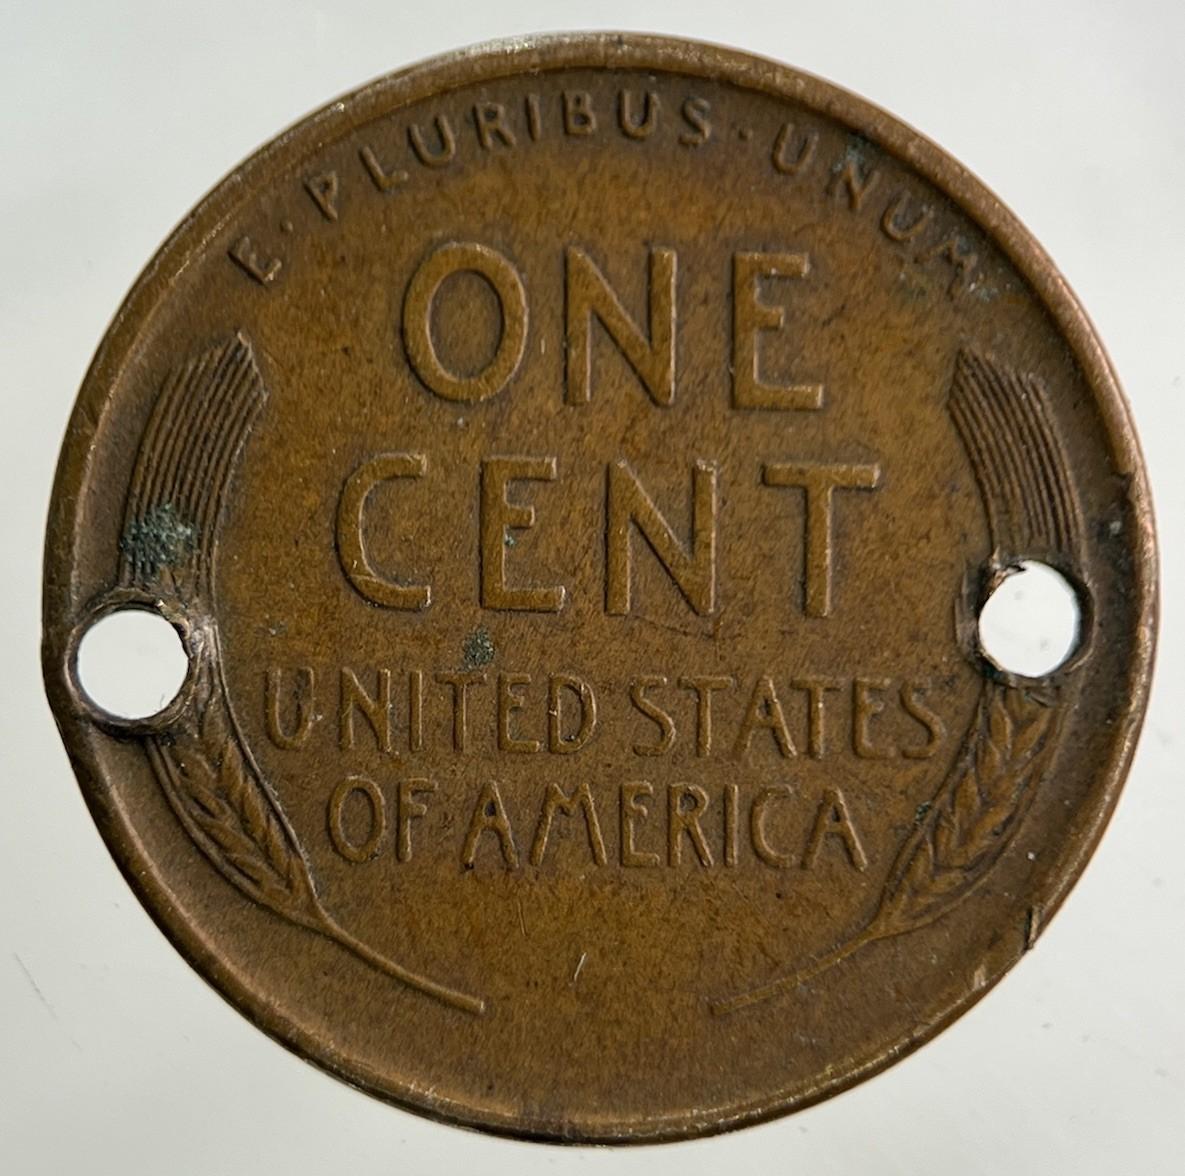 E · PLURIBUS · UNUM
ONE
CENT
UNITED STATES
OF AMERICA